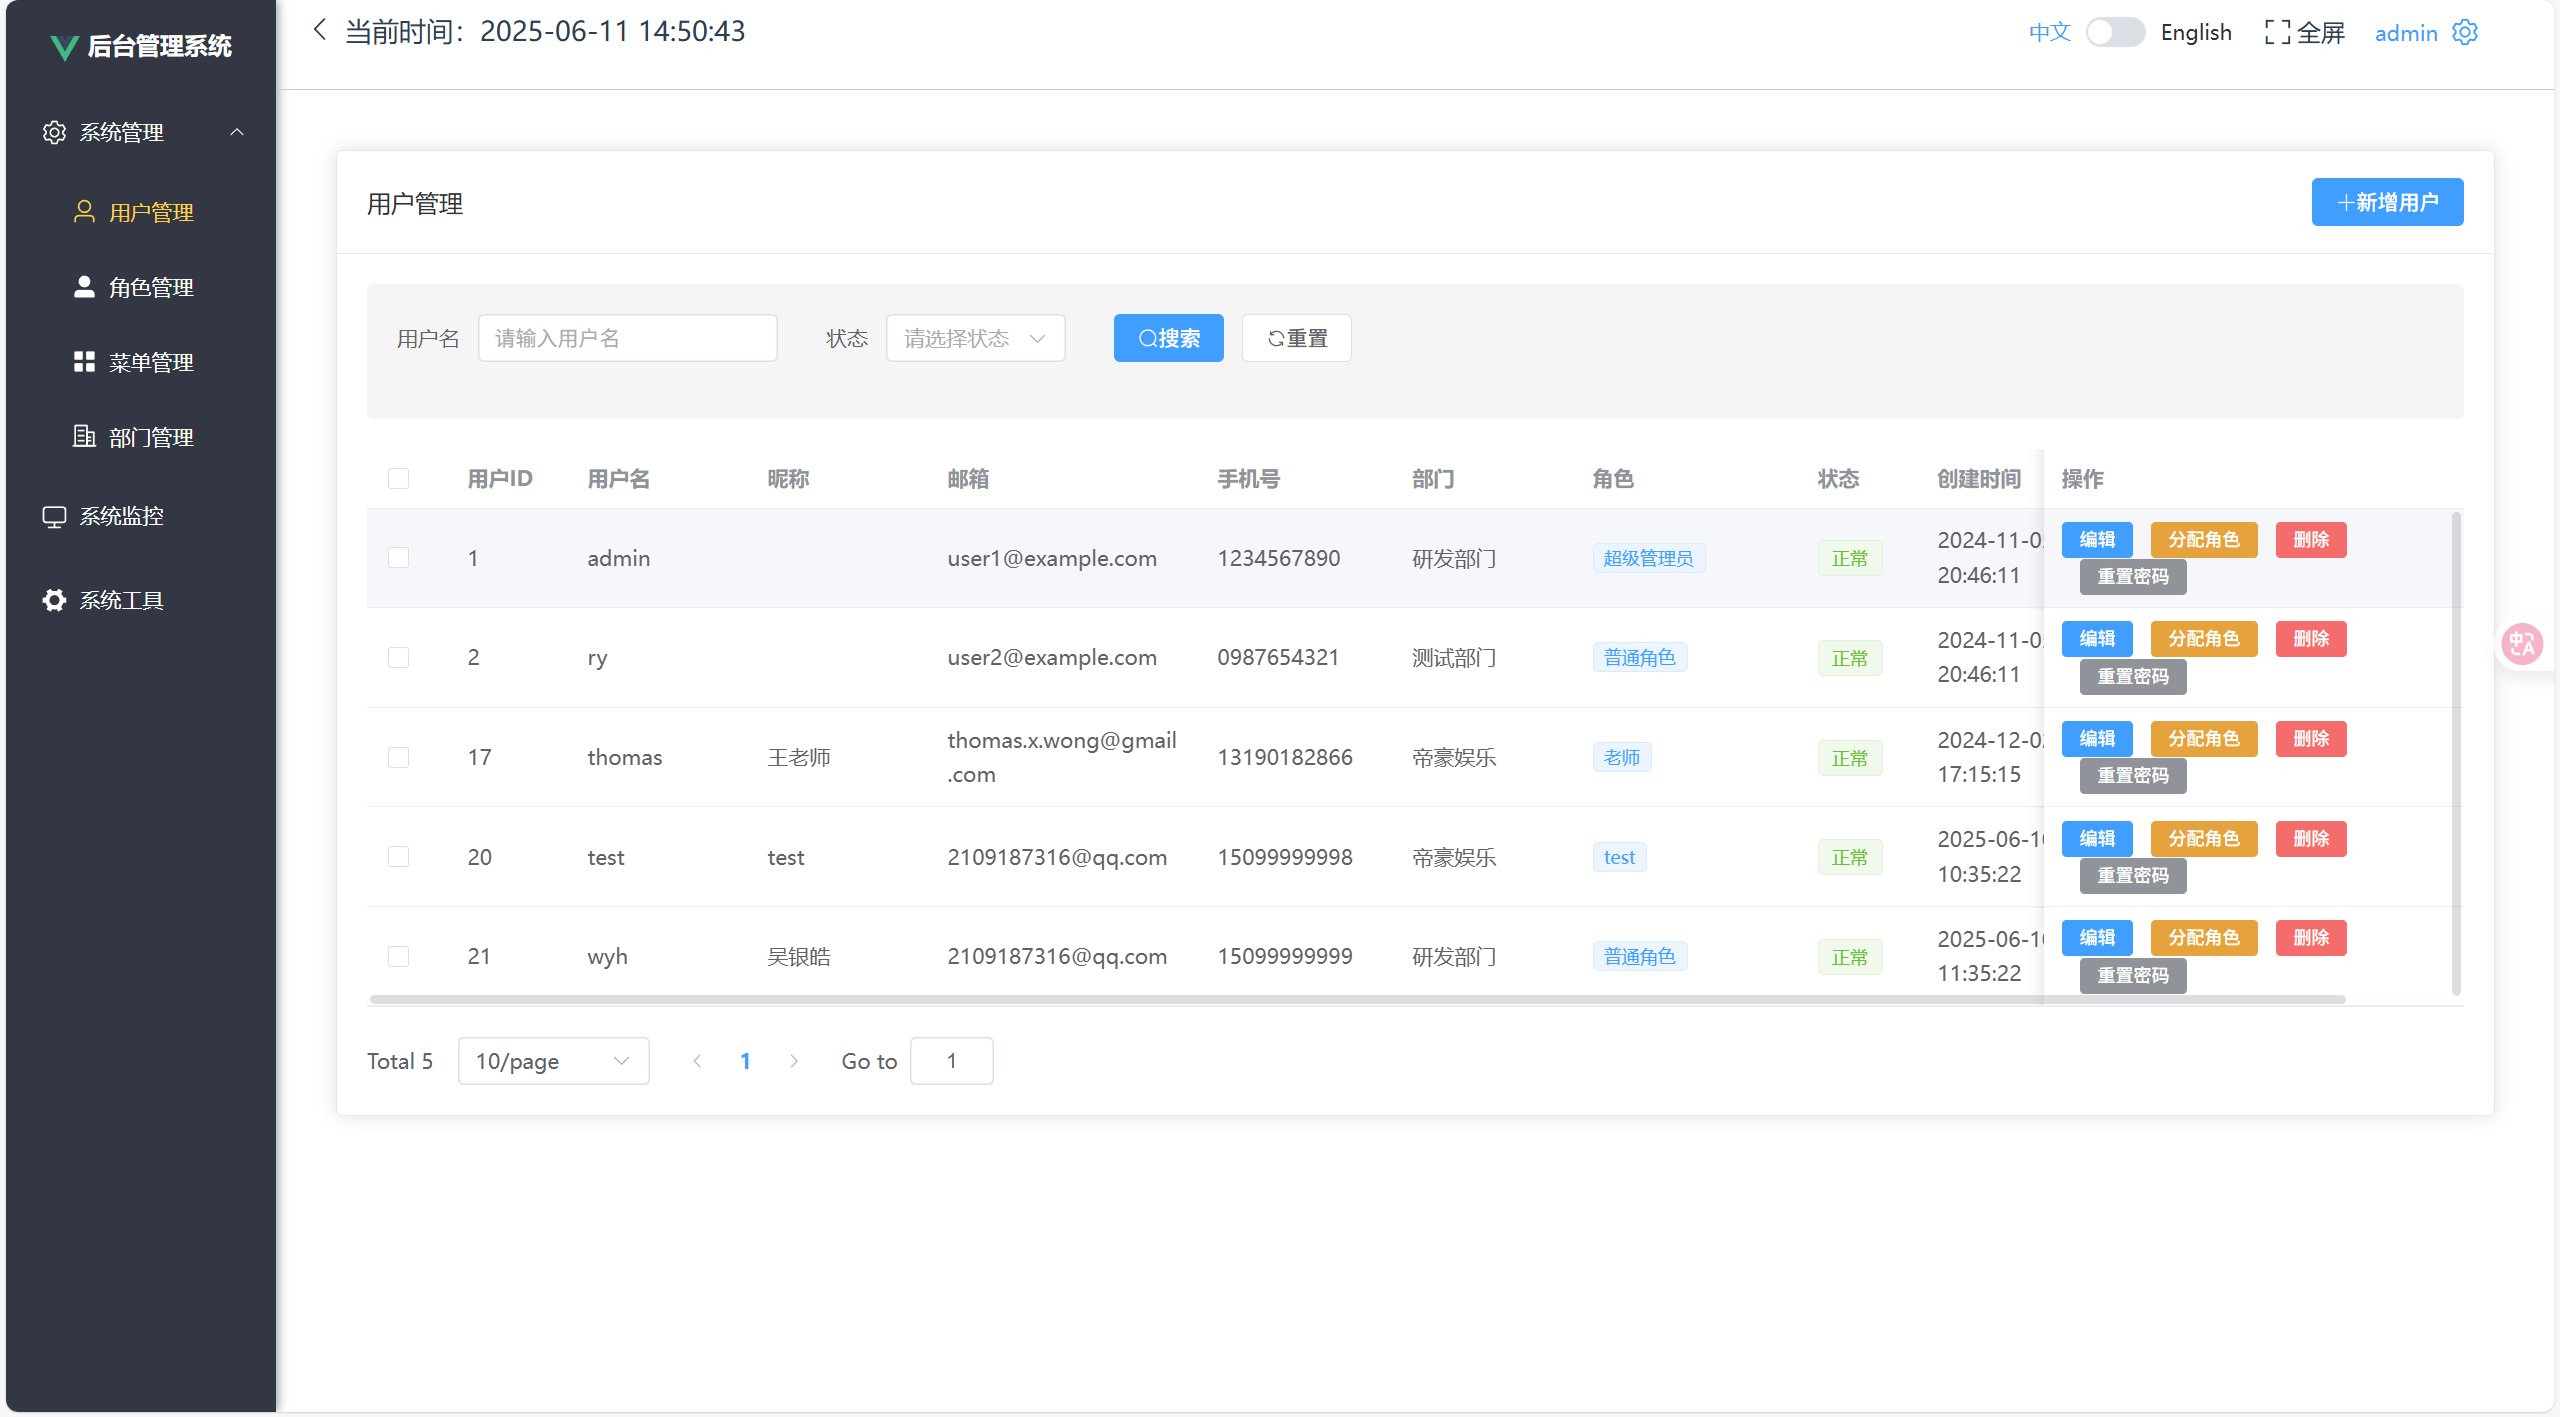 后台管理系统
当前时间：2025-06-11 14:50:43
中文 English 全屏 admin
系统管理
用户管理
角色管理
菜单管理
部门管理
系统监控
系统工具
用户管理
+新增用户
用户名 请输入用户名 状态 请选择状态 搜索 重置
用户ID 用户名 昵称 邮箱 手机号 部门 角色 状态 创建时间 操作
1 admin user1@example.com 1234567890 研发部门 超级管理员 正常 2024-11-0 编辑 分配角色 删除
20:46:11 重置密码
2 ry user2@example.com 0987654321 测试部门 普通角色 正常 2024-11-0 编辑 分配角色 删除
20:46:11 重置密码
17 thomas 王老师 thomas.x.wong@gmail 13190182866 帝豪娱乐 老师 正常 2024-12-0 编辑 分配角色 删除
.com 17:15:15 重置密码
20 test test 2109187316@qq.com 15099999998 帝豪娱乐 test 正常 2025-06-1 编辑 分配角色 删除
10:35:22 重置密码
21 wyh 吴银皓 2109187316@qq.com 15099999999 研发部门 普通角色 正常 2025-06-1 编辑 分配角色 删除
11:35:22 重置密码
Total 5 10/page 1 Go to 1